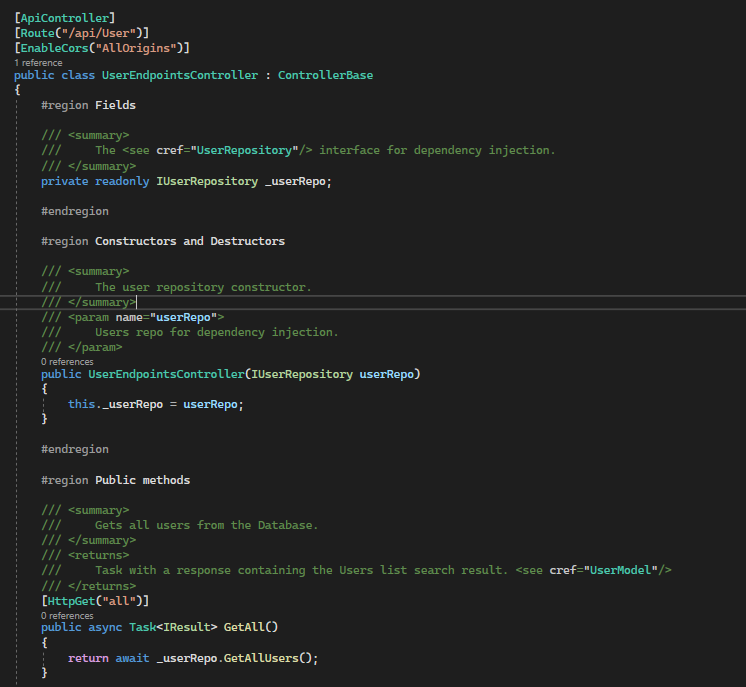 [ApiController]
[Route("/api/User")]
[EnableCors("AllOrigins")]
1 reference
public class UserEndpointsController : ControllerBase
{
#region Fields
/// <summary>
/// The <see cref="UserRepository"/> interface for dependency injection.
/// </summary>
private readonly IUserRepository _userRepo;
#endregion
#region Constructors and Destructors
/// <summary>
/// The user repository constructor.
/// </summary>
/// <param name="userRepo">
/// Users repo for dependency injection.
/// </param>
0 references
public UserEndpointsController(IUserRepository userRepo)
{
this._userRepo = userRepo;
}
#endregion
#region Public methods
/// <summary>
/// Gets all users from the Database.
/// </summary>
/// <returns>
/// Task with a response containing the Users list search result. <see cref="UserModel"/>
/// </returns>
[HttpGet("all")]
0 references
public async Task<IResult> GetAll()
{
return await _userRepo.GetAllUsers();
}